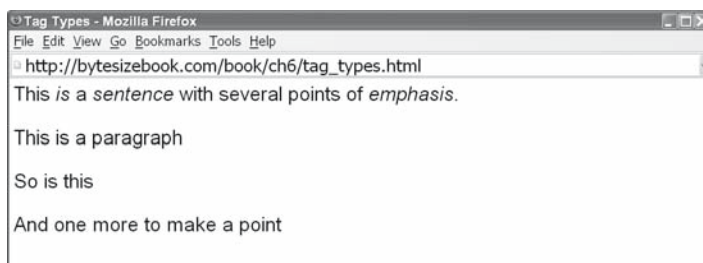 Tag Types - Mozilla Firefox
File Edit View Go Bookmarks Tools Help
http://bytesizebook.com/book/ch6/tag_types.html
This is a sentence with several points of emphasis.
This is a paragraph
So is this
And one more to make a point